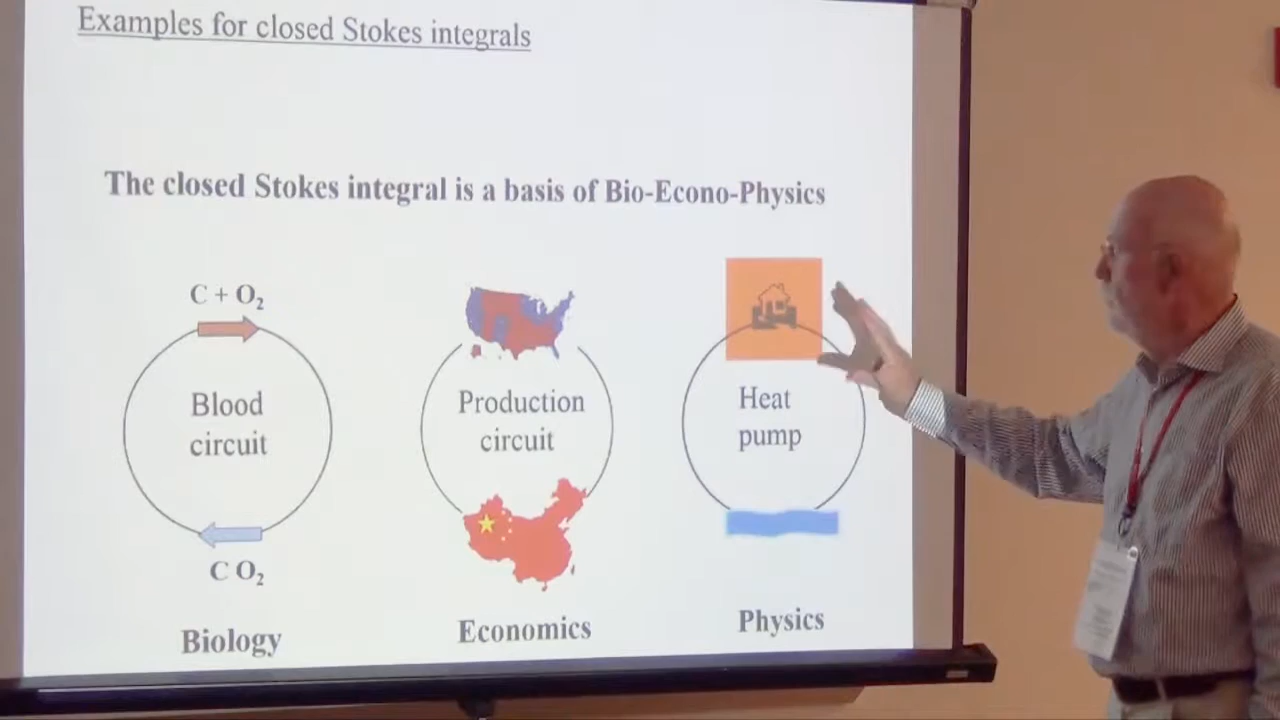 Examples for closed Stokes integrals
The closed Stokes integral is a basis of Bio-Econo-Physics
C + O₂
Blood
circuit
C O₂
Biology
Production
circuit
Economics
Heat
pump
Physics